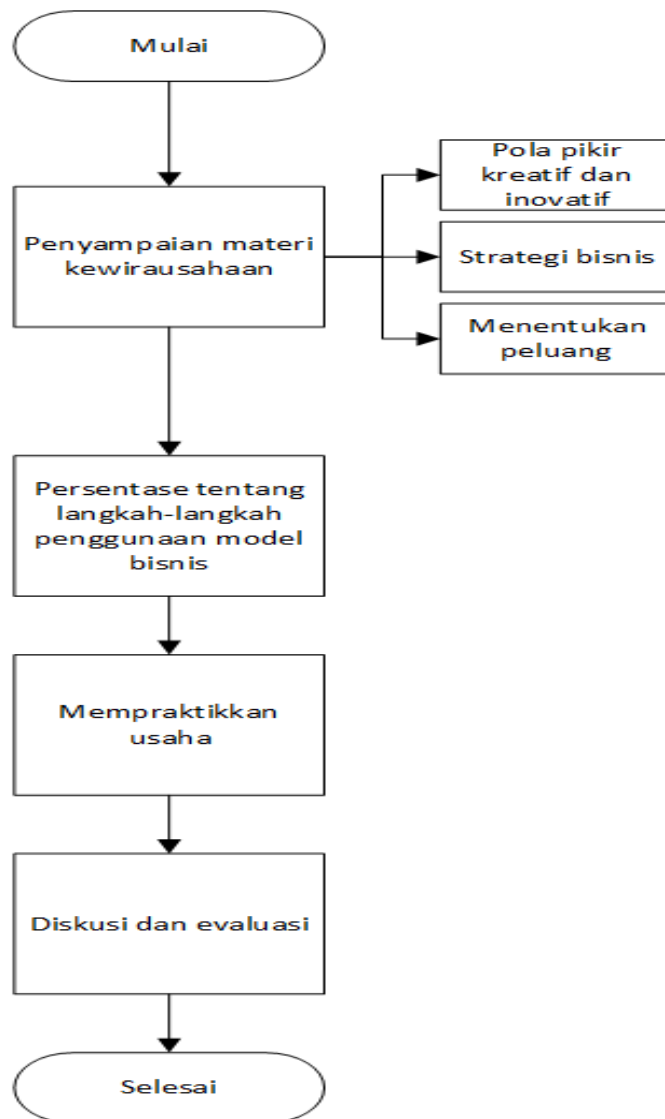 Mulai
Penyampaian materi
kewirausahaan
Pola pikir
kreatif dan
inovatif
Strategi bisnis
Menentukan
peluang
Persentase tentang
langkah-langkah
penggunaan model
bisnis
Mempraktikkan
usaha
Diskusi dan evaluasi
Selesai